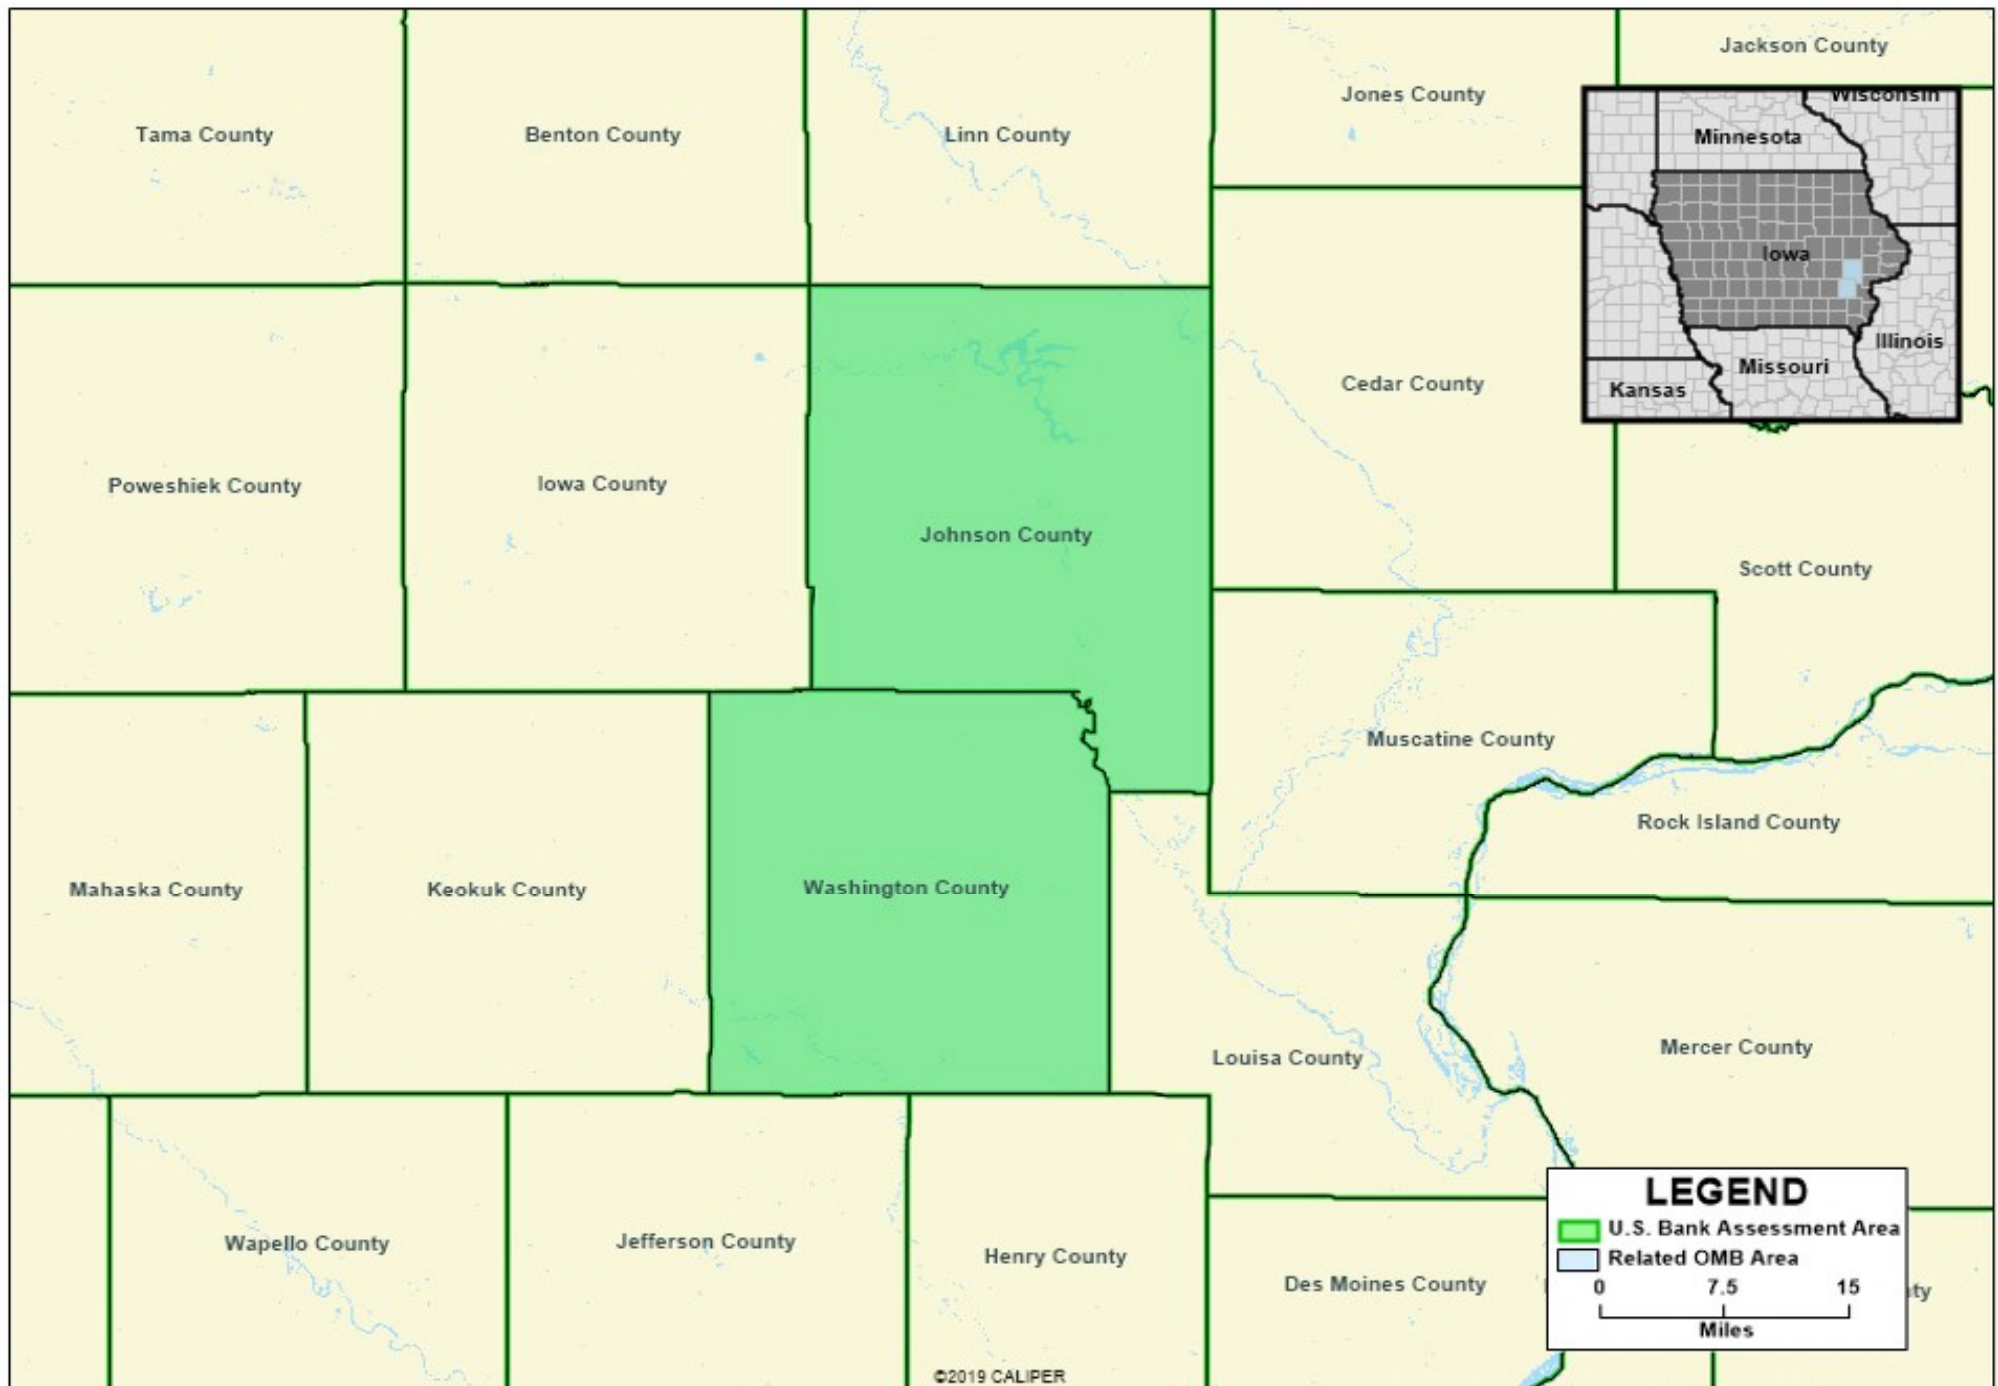 Jackson County
Jones County
Wisconsin
Tama County
Benton County
Linn County
Minnesota
Iowa
Illinois
Missouri
Kansas
Cedar County
Poweshiek County
Iowa County
Johnson County
Scott County
Muscatine County
Rock Island County
Mahaska County
Keokuk County
Washington County
Louisa County
Mercer County
Wapello County
Jefferson County
Henry County
Des Moines County
LEGEND
U.S. Bank Assessment Area
Related OMB Area
0 7.5 15
Miles
©2019 CALIPER